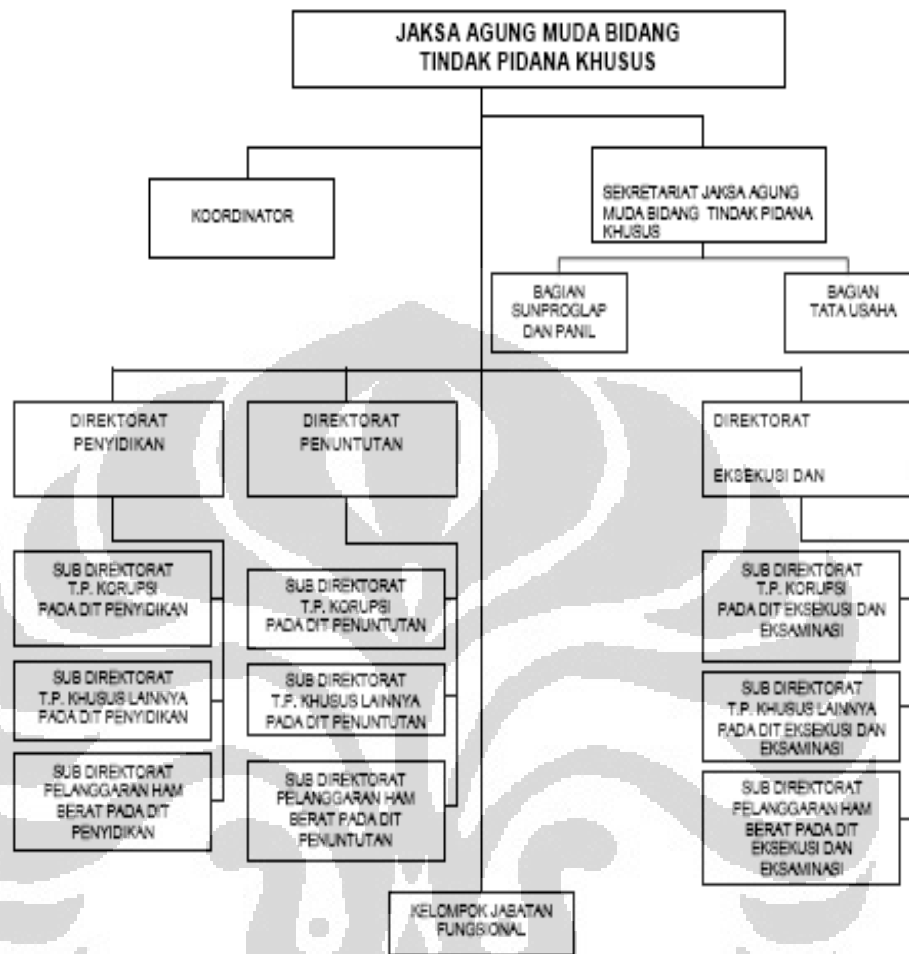 JAKSA AGUNG MUDA BIDANG
TINDAK PIDANA KHUSUS
KOORDINATOR
SEKRETARIAT JAKSA AGUNG
MUDA BIDANG TINDAK PIDANA
KHUSUS
BAGIAN
SUNPROGLAP
DAN PANIL
BAGIAN
TATA USAHA
DIREKTORAT
PENYIDIKAN
DIREKTORAT
PENUNTUTAN
DIREKTORAT
EKSEKUSI DAN
SUB DIREKTORAT
T.P. KORUPSI
PADA DIT PENYIDIKAN
SUB DIREKTORAT
T.P. KORUPSI
PADA DIT PENUNTUTAN
SUB DIREKTORAT
T.P. KORUPSI
PADA DIT EKSEKUSI DAN
EKSAMINASI
SUB DIREKTORAT
T.P. KHUSUS LAINNYA
PADA DIT PENYIDIKAN
SUB DIREKTORAT
T.P. KHUSUS LAINNYA
PADA DIT PENUNTUTAN
SUB DIREKTORAT
T.P. KHUSUS LAINNYA
PADA DIT EKSEKUSI DAN
EKSAMINASI
SUB DIREKTORAT
PELANGGARAN HAM
BERAT PADA DIT
PENYIDIKAN
SUB DIREKTORAT
PELANGGARAN HAM
BERAT PADA DIT
PENUNTUTAN
SUB DIREKTORAT
PELANGGARAN HAM
BERAT PADA DIT
EKSEKUSI DAN
EKSAMINASI
KELOMPOK JABATAN
FUNGSIONAL